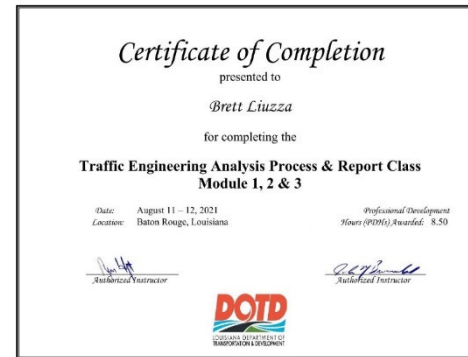 Certificate of Completion
presented to
Brett Liuzza
for completing the
Traffic Engineering Analysis Process & Report Class
Module 1, 2 & 3
Date: August 11 – 12, 2021
Location: Baton Rouge, Louisiana
Professional Development
Hours (PDHs) Awarded: 8.50
Authorized Instructor
Authorized Instructor
DOTD
LOUISIANA DEPARTMENT OF
TRANSPORTATION & DEVELOPMENT